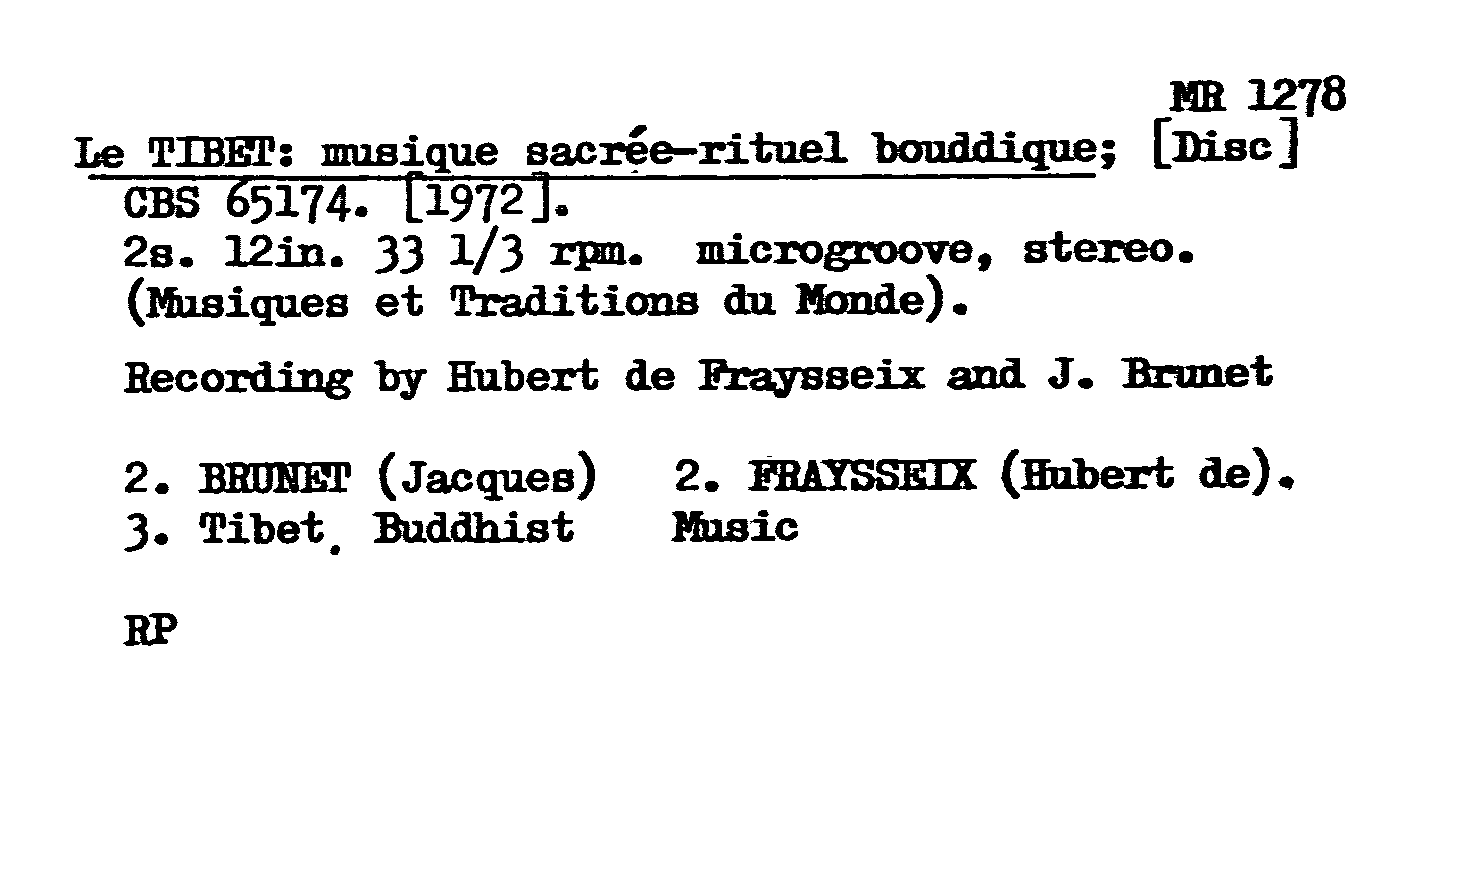 MR 1278
Le TIBET: musique sacrée-rituel bouddique; [Disc]
CBS 65174. [1972].
2s. 12in. 33 1/3 rpm. microgroove, stereo.
(Musiques et Traditions du Monde).
Recording by Hubert de Fraysseix and J. Brunet
2. BRUNET (Jacques) 2. FRAYSSEIX (Hubert de).
3. Tibet. Buddhist Music
RP